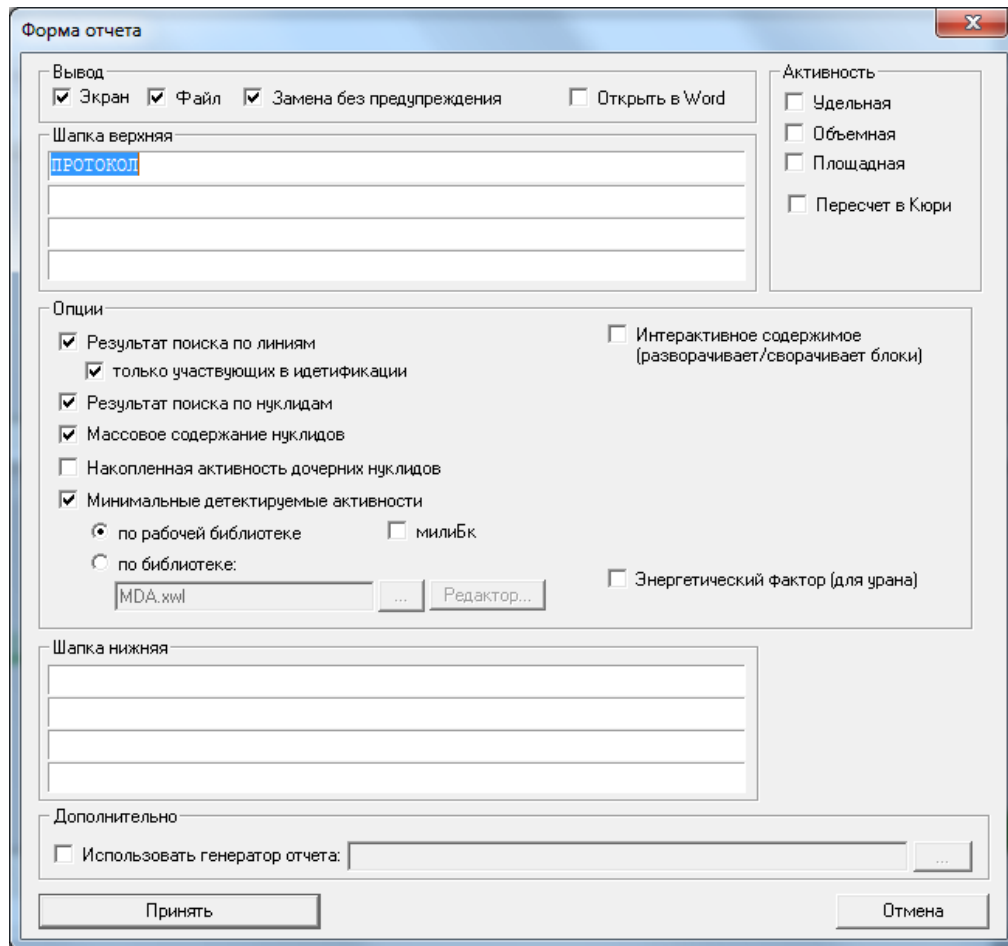 Форма отчета
Вывод
Экран Файл Замена без предупреждения Открыть в Word
Активность
Удельная
Объемная
Площадная
Пересчет в Кюри
Шапка верхняя
ПРОТОКОЛ
Опции
Результат поиска по линиям
только участвующих в идетификации
Результат поиска по нуклидам
Массовое содержание нуклидов
Накопленная активность дочерних нуклидов
Минимальные детектируемые активности
по рабочей библиотеке милиБк
по библиотеке:
MDA.xwl ... Редактор...
Интерактивное содержимое
(разворачивает/сворачивает блоки)
Энергетический фактор (для урана)
Шапка нижняя
Дополнительно
Использовать генератор отчета: ...
Принять Отмена